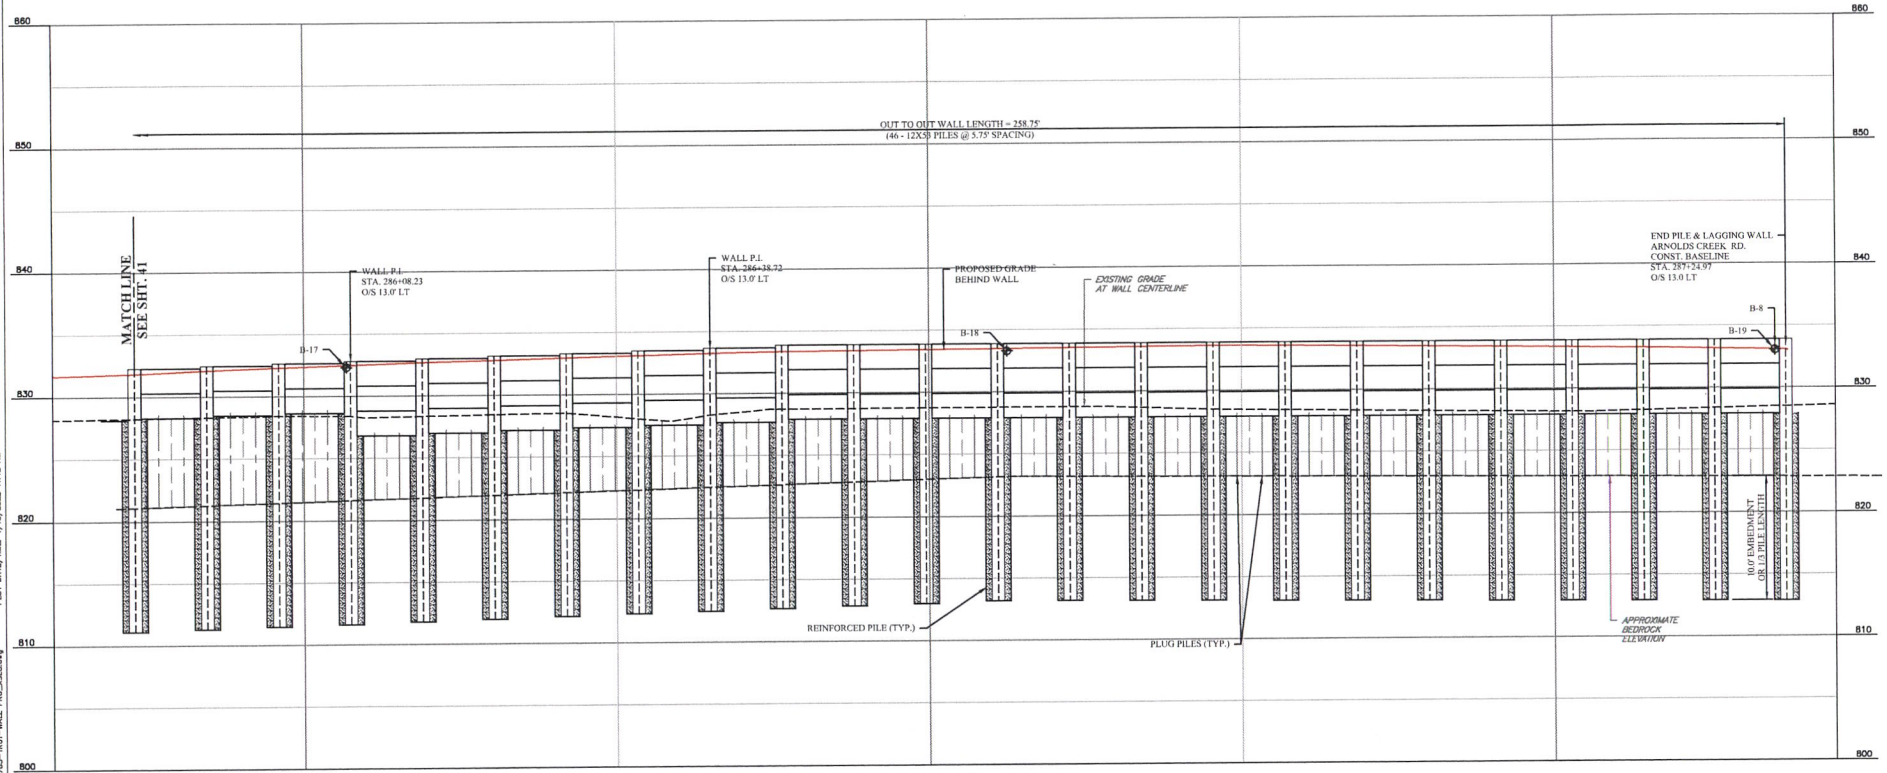 860
860
OUT TO OUT WALL LENGTH = 258.75'
(46 - 12X53 PILES @ 5.75' SPACING)
850
850
MATCH LINE
SEE SHT. 41
WALL P.I.
STA. 286+08.23
O/S 13.0' LT
WALL P.I.
STA. 286+38.72
O/S 13.0' LT
PROPOSED GRADE
BEHIND WALL
EXISTING GRADE
AT WALL CENTERLINE
END PILE & LAGGING WALL
ARNOLDS CREEK RD.
CONST. BASELINE
STA. 287+24.97
O/S 13.0 LT
840
840
B-17
B-18
B-8
B-19
830
830
820
820
10.0' EMBEDMENT
OR 1/3 PILE LENGTH
REINFORCED PILE (TYP.)
PLUG PILES (TYP.)
APPROXIMATE
BEDROCK
ELEVATION
810
810
800
800